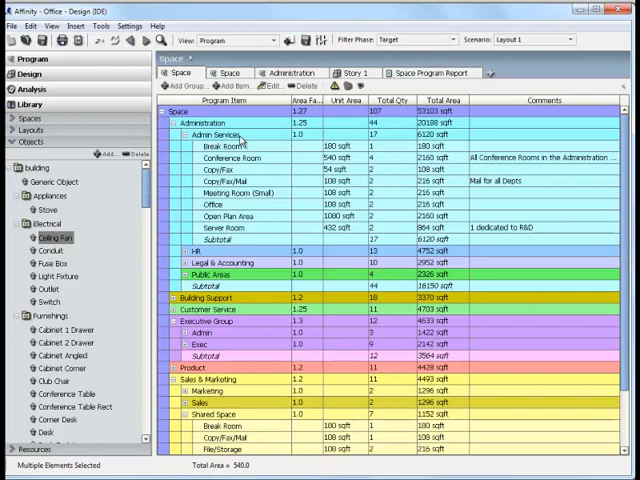 Affinity - Office - Design (IDE)
File Edit View Insert Tools Settings Help
View: Program Filter Phase: Target Scenario: Layout 1
Program
Design
Analysis
Library
Spaces
Layouts
Objects
Add... Delete
building
Generic Object
Appliances
Stove
Electrical
Ceiling Fan
Conduit
Fuse Box
Light Fixture
Outlet
Switch
Furnishings
Cabinet 1 Drawer
Cabinet 2 Drawer
Cabinet Angled
Cabinet Corner
Club Chair
Conference Table
Conference Table Rect
Corner Desk
Desk
Resources
Space
Space Space Administration Story 1 Space Program Report
Add Group... Add Item... Edit... Delete
Program Item Area Fa... Unit Area Total Qty Total Area Comments
Space 1.27 107 53103 sqft
Administration 1.25 44 20188 sqft
Admin Services 1.0 17 6120 sqft
Break Room 180 sqft 1 180 sqft
Conference Room 540 sqft 4 2160 sqft All Conference Rooms in the Administration ...
Copy/Fax 54 sqft 2 108 sqft
Copy/Fax/Mail 108 sqft 2 216 sqft Mail for all Depts
Meeting Room (Small) 108 sqft 2 216 sqft
Office 108 sqft 2 216 sqft
Open Plan Area 1080 sqft 2 2160 sqft
Server Room 432 sqft 2 864 sqft 1 dedicated to R&D
Subtotal 17 6120 sqft
HR 1.0 13 4752 sqft
Legal & Accounting 1.0 10 2952 sqft
Public Areas 1.0 4 2326 sqft
Subtotal 44 16150 sqft
Building Support 1.2 18 3370 sqft
Customer Service 1.25 11 4703 sqft
Executive Group 1.3 12 4633 sqft
Admin 1.0 3 1422 sqft
Exec 1.0 9 2142 sqft
Subtotal 12 3564 sqft
Product 1.2 11 4428 sqft
Sales & Marketing 1.2 11 4493 sqft
Marketing 1.0 2 1296 sqft
Sales 1.0 2 1296 sqft
Shared Space 1.0 7 1152 sqft
Break Room 180 sqft 1 180 sqft
Copy/Fax/Mail 108 sqft 1 108 sqft
File/Storage 108 sqft 2 216 sqft
Multiple Elements Selected Total Area = 540.0